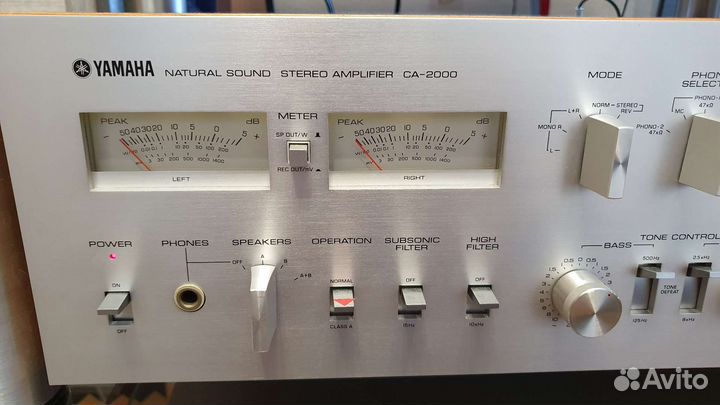 YAMAHA NATURAL SOUND STEREO AMPLIFIER CA-2000
MODE
PHON
SELECT
PEAK dB
METER
PEAK dB
50 40 30 20 10 5 0 5 +
SP OUT/W
50 40 30 20 10 5 0 5 +
REC OUT/mV
LEFT
RIGHT
L+R
NORM-STEREO
REV
MONO R
L
PHONO-2
47kΩ
MC
PHONO-1
47kΩ
POWER
PHONES
SPEAKERS
OPERATION
SUBSONIC
FILTER
HIGH
FILTER
BASS
TONE CONTROL
ON
OFF
OFF
A
B
A+B
NORMAL
CLASS A
OFF
15Hz
OFF
10kHz
500Hz
125Hz
TONE
DEFEAT
2.5kHz
8kHz
Avito